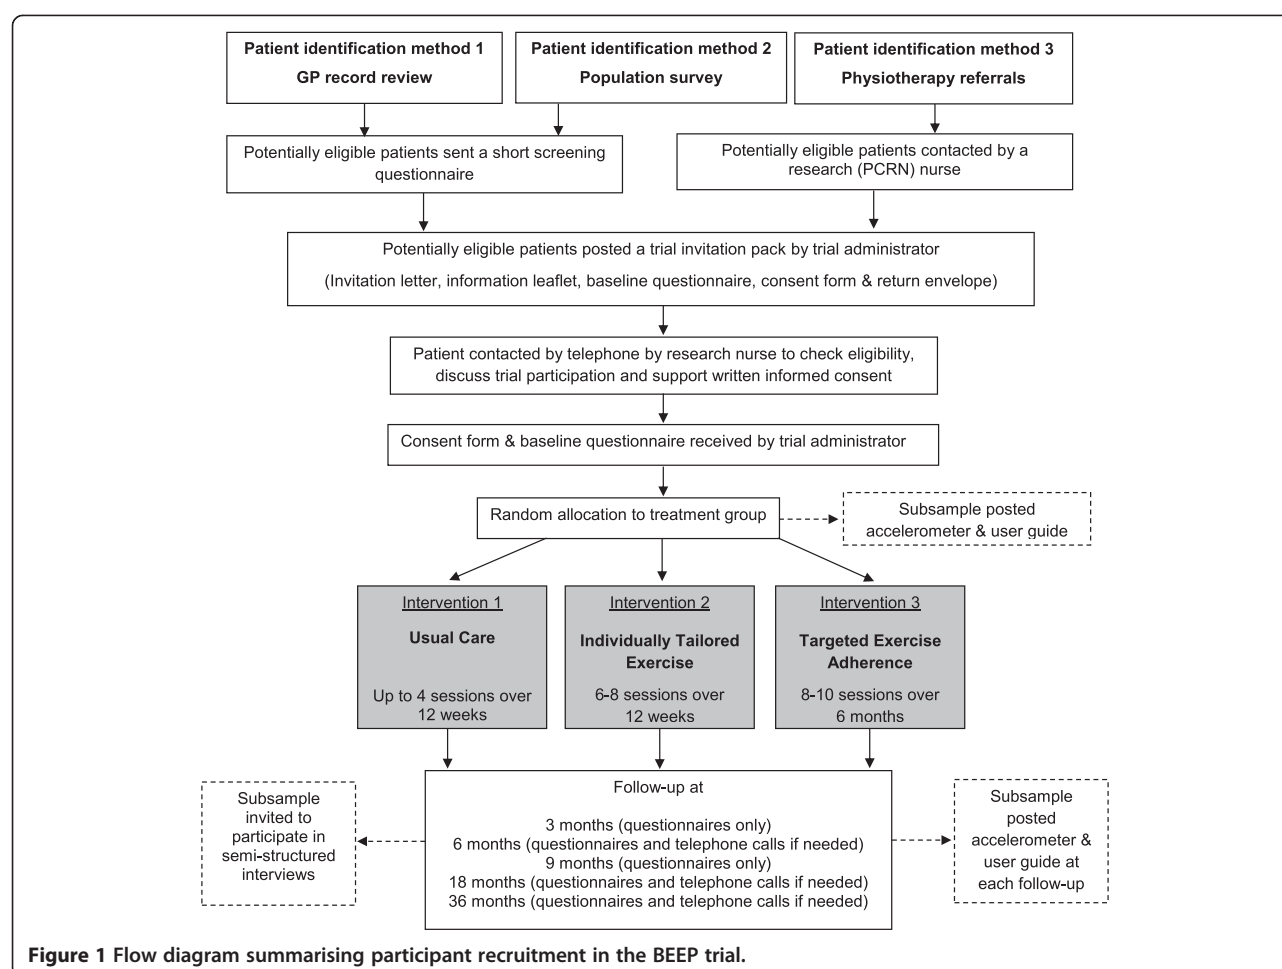 Patient identification method 1
GP record review
Patient identification method 2
Population survey
Patient identification method 3
Physiotherapy referrals
Potentially eligible patients sent a short screening
questionnaire
Potentially eligible patients contacted by a
research (PCRN) nurse
Potentially eligible patients posted a trial invitation pack by trial administrator
(Invitation letter, information leaflet, baseline questionnaire, consent form & return envelope)
Patient contacted by telephone by research nurse to check eligibility,
discuss trial participation and support written informed consent
Consent form & baseline questionnaire received by trial administrator
Random allocation to treatment group
Subsample posted
accelerometer & user guide
Intervention 1
Usual Care
Up to 4 sessions over
12 weeks
Intervention 2
Individually Tailored
Exercise
6-8 sessions over
12 weeks
Intervention 3
Targeted Exercise
Adherence
8-10 sessions over
6 months
Subsample
invited to
participate in
semi-structured
interviews
Follow-up at
3 months (questionnaires only)
6 months (questionnaires and telephone calls if needed)
9 months (questionnaires only)
18 months (questionnaires and telephone calls if needed)
36 months (questionnaires and telephone calls if needed)
Subsample
posted
accelerometer &
user guide at
each follow-up
Figure 1 Flow diagram summarising participant recruitment in the BEEP trial.